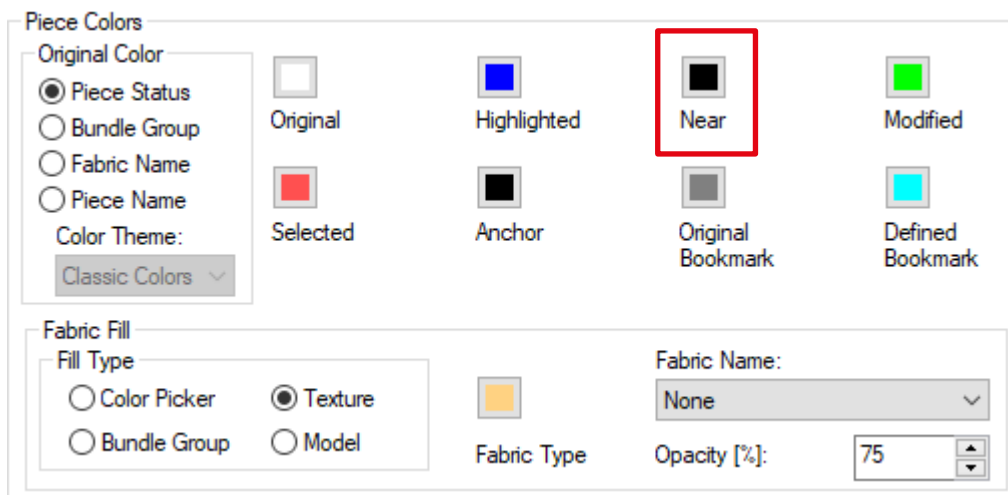 Piece Colors
Original Color
Piece Status
Bundle Group
Fabric Name
Piece Name
Color Theme:
Classic Colors
Original
Highlighted
Near
Modified
Selected
Anchor
Original
Bookmark
Defined
Bookmark
Fabric Fill
Fill Type
Color Picker
Texture
Bundle Group
Model
Fabric Type
Fabric Name:
None
Opacity [%]:
75